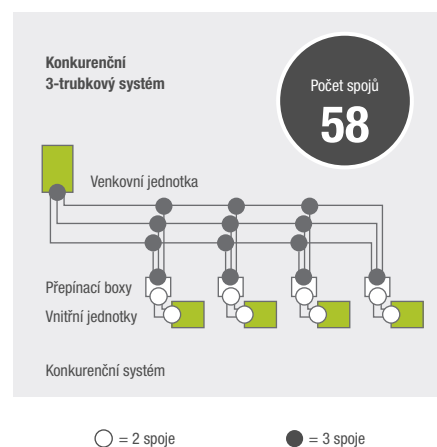 Konkurenční
3-trubkový systém
Počet spojů
58
Venkovní jednotka
Přepínací boxy
Vnitřní jednotky
Konkurenční systém
= 2 spoje
= 3 spoje